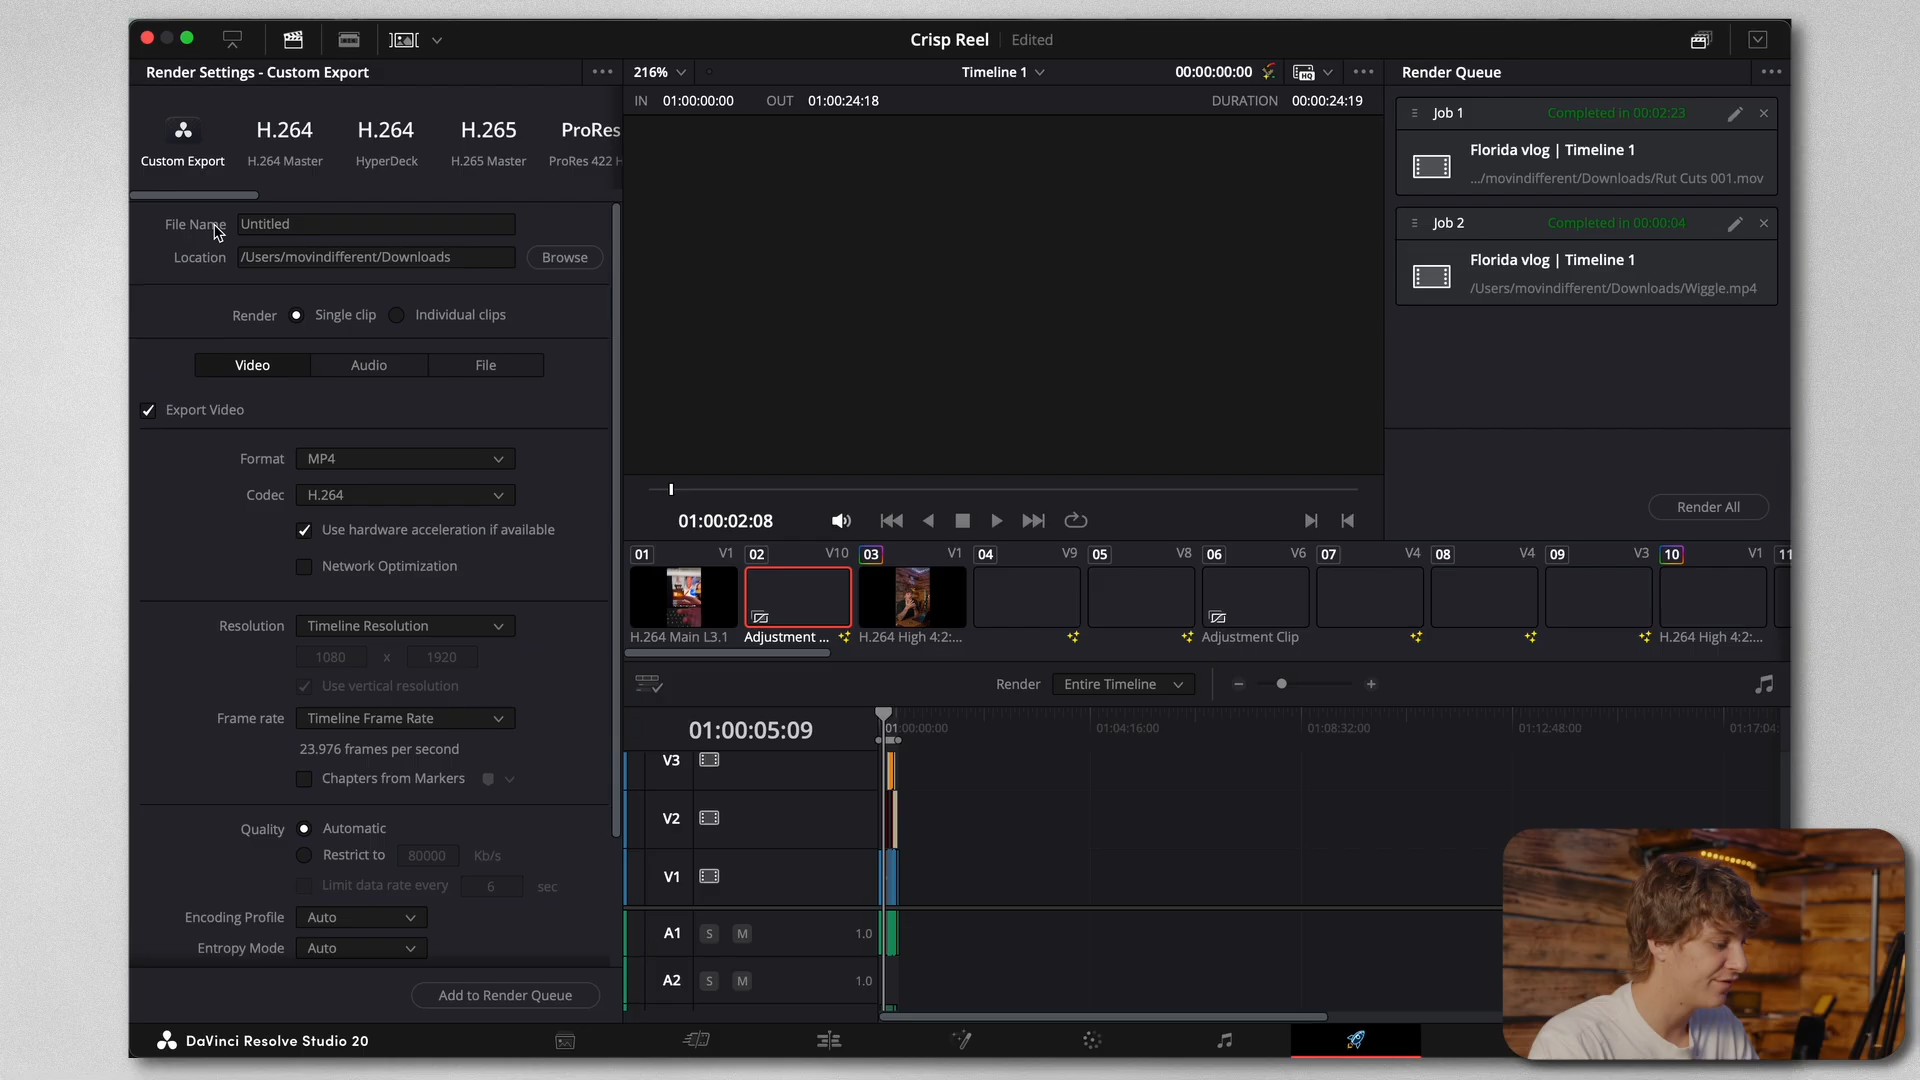 Crisp Reel Edited
Render Settings - Custom Export
216%
Timeline 1
00:00:00:00
HQ
Render Queue
IN 01:00:00:00 OUT 01:00:24:18
DURATION 00:00:24:19
H.264
H.264
H.265
ProRes
Custom Export
H.264 Master
HyperDeck
H.265 Master
ProRes 422 H
File Name Untitled
Location /Users/movindifferent/Downloads Browse
Render Single clip Individual clips
Video Audio File
Export Video
Format MP4
Codec H.264
Use hardware acceleration if available
Network Optimization
Resolution Timeline Resolution
1080 x 1920
Use vertical resolution
Frame rate Timeline Frame Rate
23.976 frames per second
Chapters from Markers
Quality Automatic
Restrict to 80000 Kb/s
Limit data rate every 6 sec
Encoding Profile Auto
Entropy Mode Auto
Add to Render Queue
Job 1 Completed in 00:02:23
Florida vlog | Timeline 1
.../movindifferent/Downloads/Rut Cuts 001.mov
Job 2 Completed in 00:00:04
Florida vlog | Timeline 1
/Users/movindifferent/Downloads/Wiggle.mp4
Render All
01:00:02:08
01 V1 02 V10 03 V1 04 V9 05 V8 06 V6 07 V4 08 V4 09 V3 10 V1 11
H.264 Main L3.1 Adjustment ... H.264 High 4:2:... Adjustment Clip H.264 High 4:2:...
Render Entire Timeline
01:00:05:09
01:00:00:00 01:04:16:00 01:08:32:00 01:12:48:00 01:17:04:
V3
V2
V1
A1 S M 1.0
A2 S M 1.0
DaVinci Resolve Studio 20